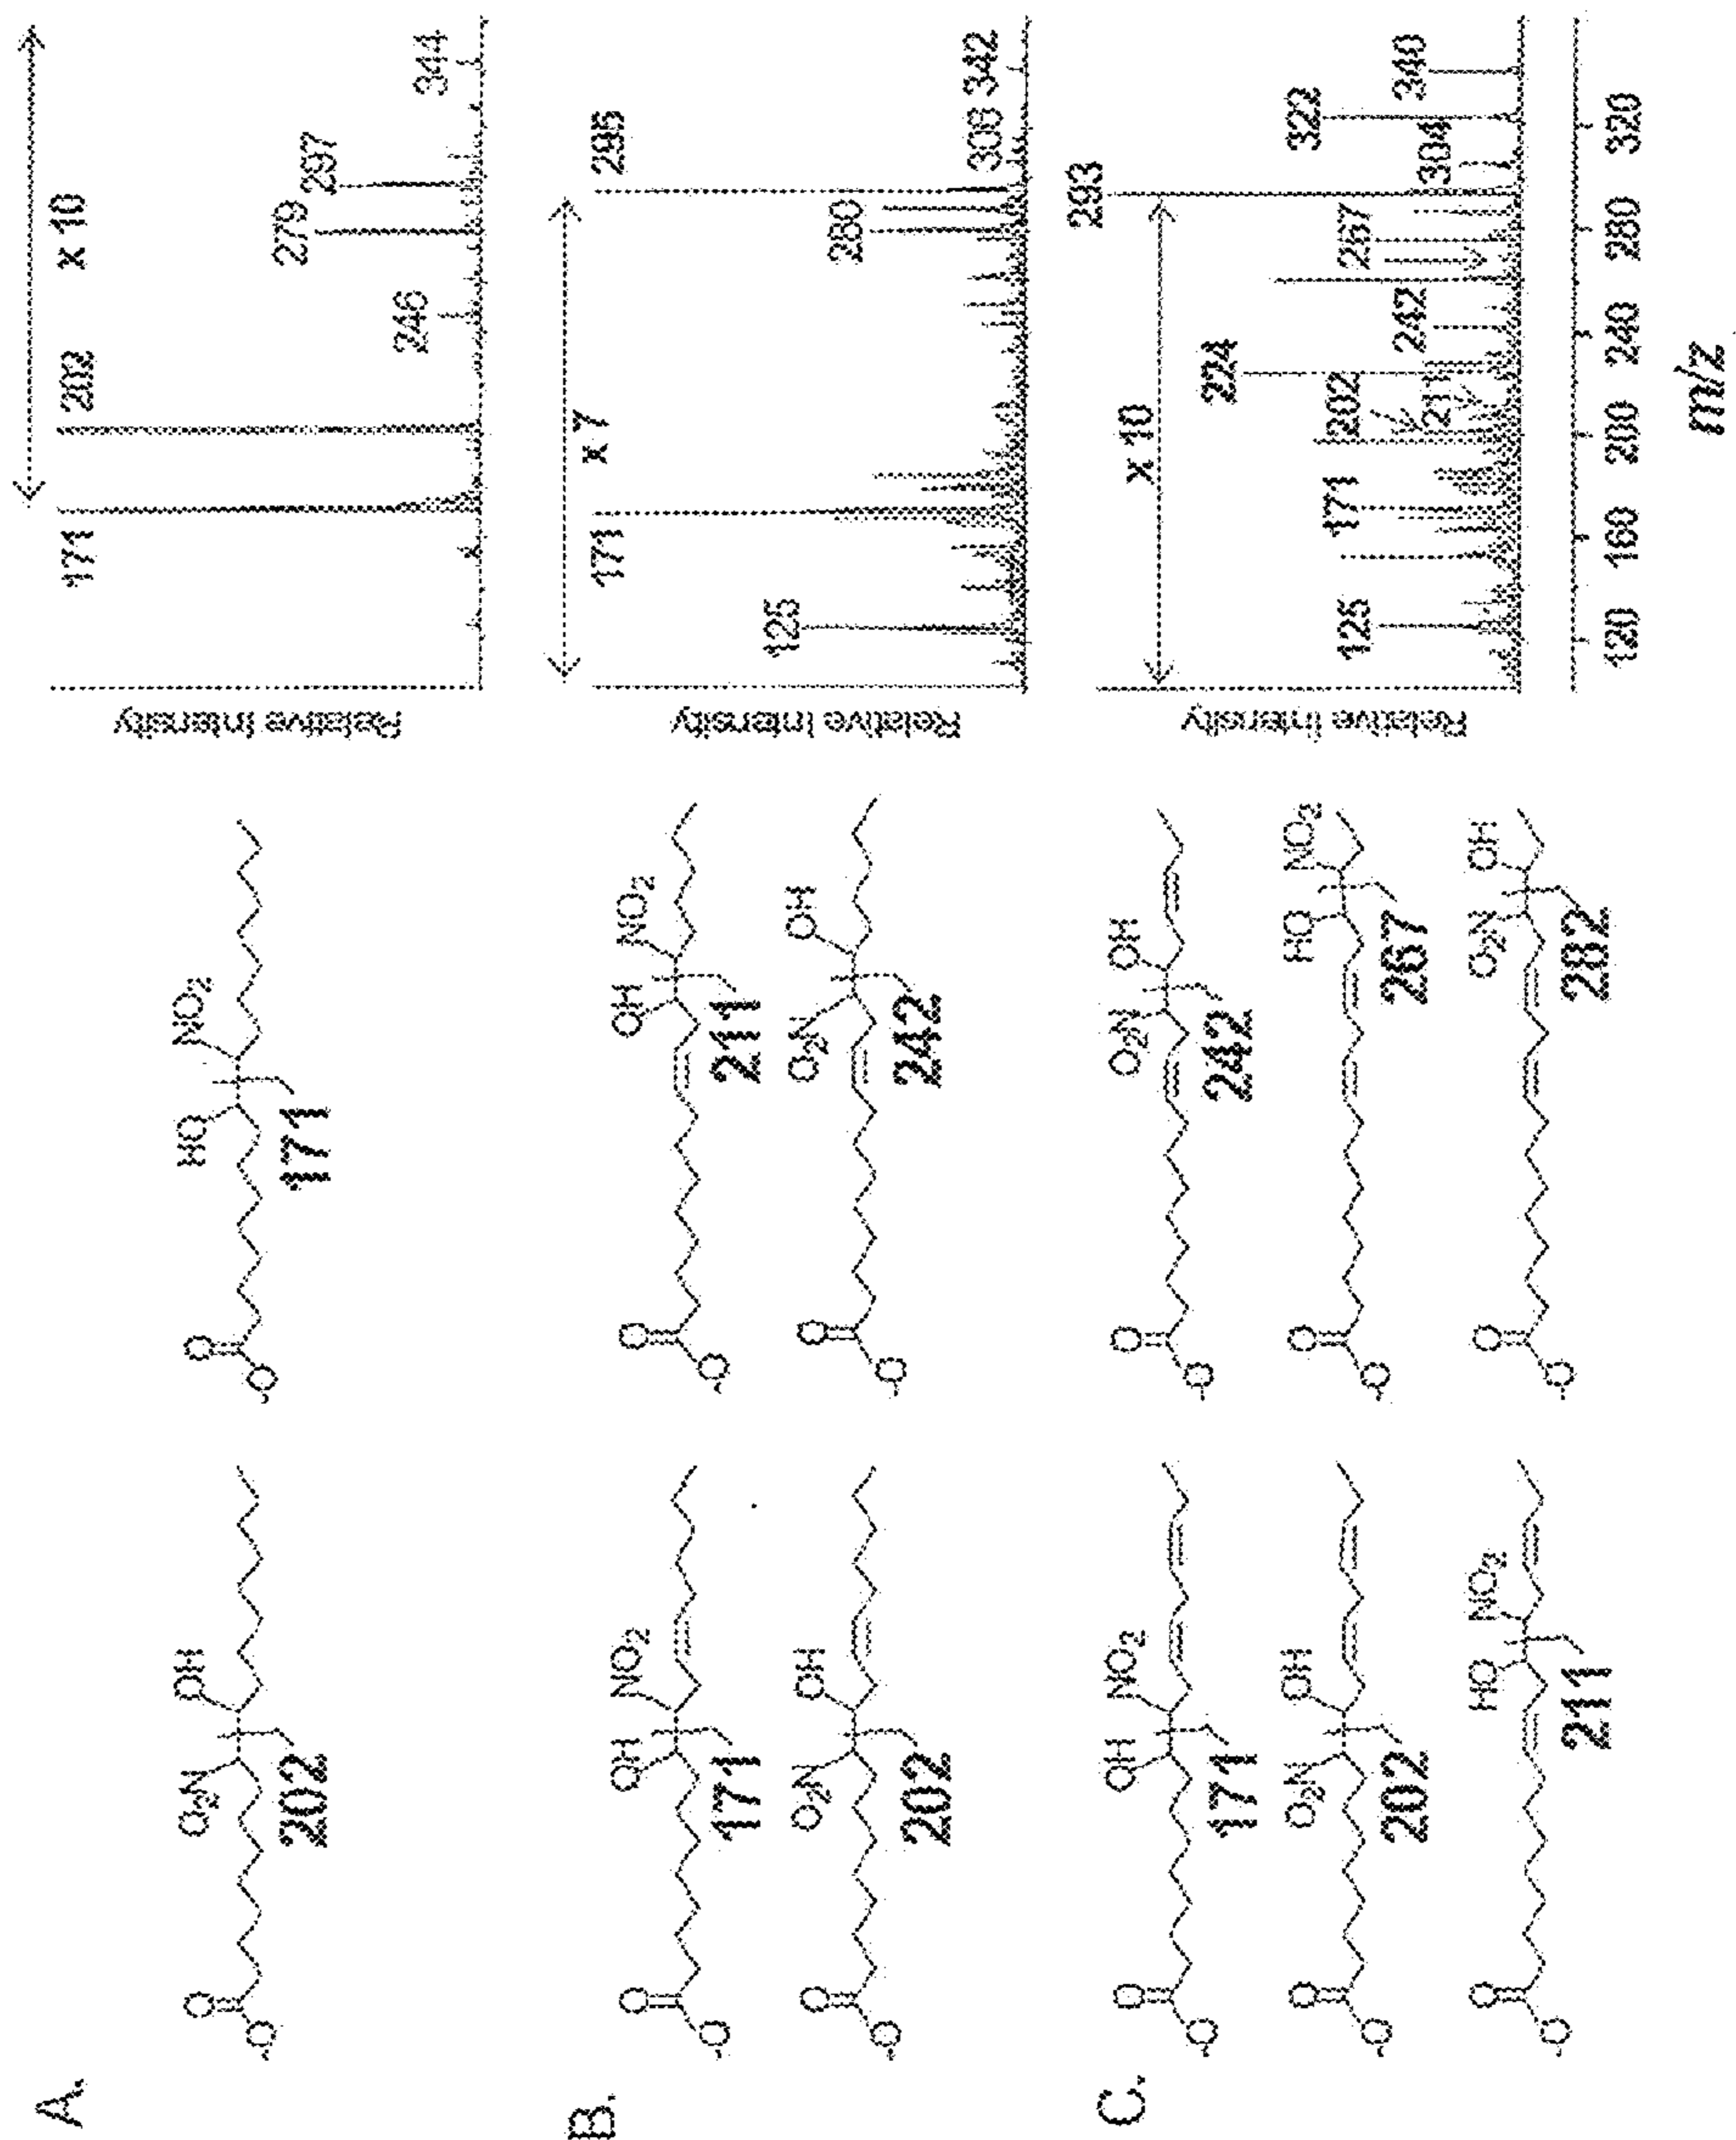 A.
O₂N OH
O
O⁻
202
HO NO₂
O
O⁻
171
Relative Intensity
x 10
171
202
246
279
297
344
B.
OH NO₂
O
O⁻
171
OH NO₂
O
O⁻
211
O₂N OH
O
O⁻
202
O₂N OH
O
O⁻
242
Relative Intensity
x 7
125
171
280
295
306
342
C.
OH NO₂
O
O⁻
171
O₂N OH
O
O⁻
242
O₂N OH
O
O⁻
202
HO NO₂
O
O⁻
267
HO NO₂
O
O⁻
211
O₂N OH
O
O⁻
282
Relative Intensity
x 10
125
171
202
211
224
242
267
293
304
322
340
120 160 200 240 280 320
m/z